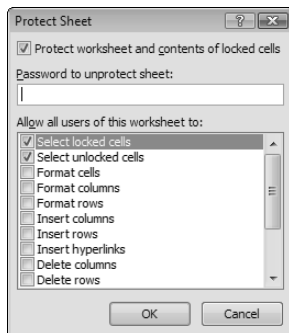 Protect Sheet
Protect worksheet and contents of locked cells
Password to unprotect sheet:
Allow all users of this worksheet to:
Select locked cells
Select unlocked cells
Format cells
Format columns
Format rows
Insert columns
Insert rows
Insert hyperlinks
Delete columns
Delete rows
OK Cancel